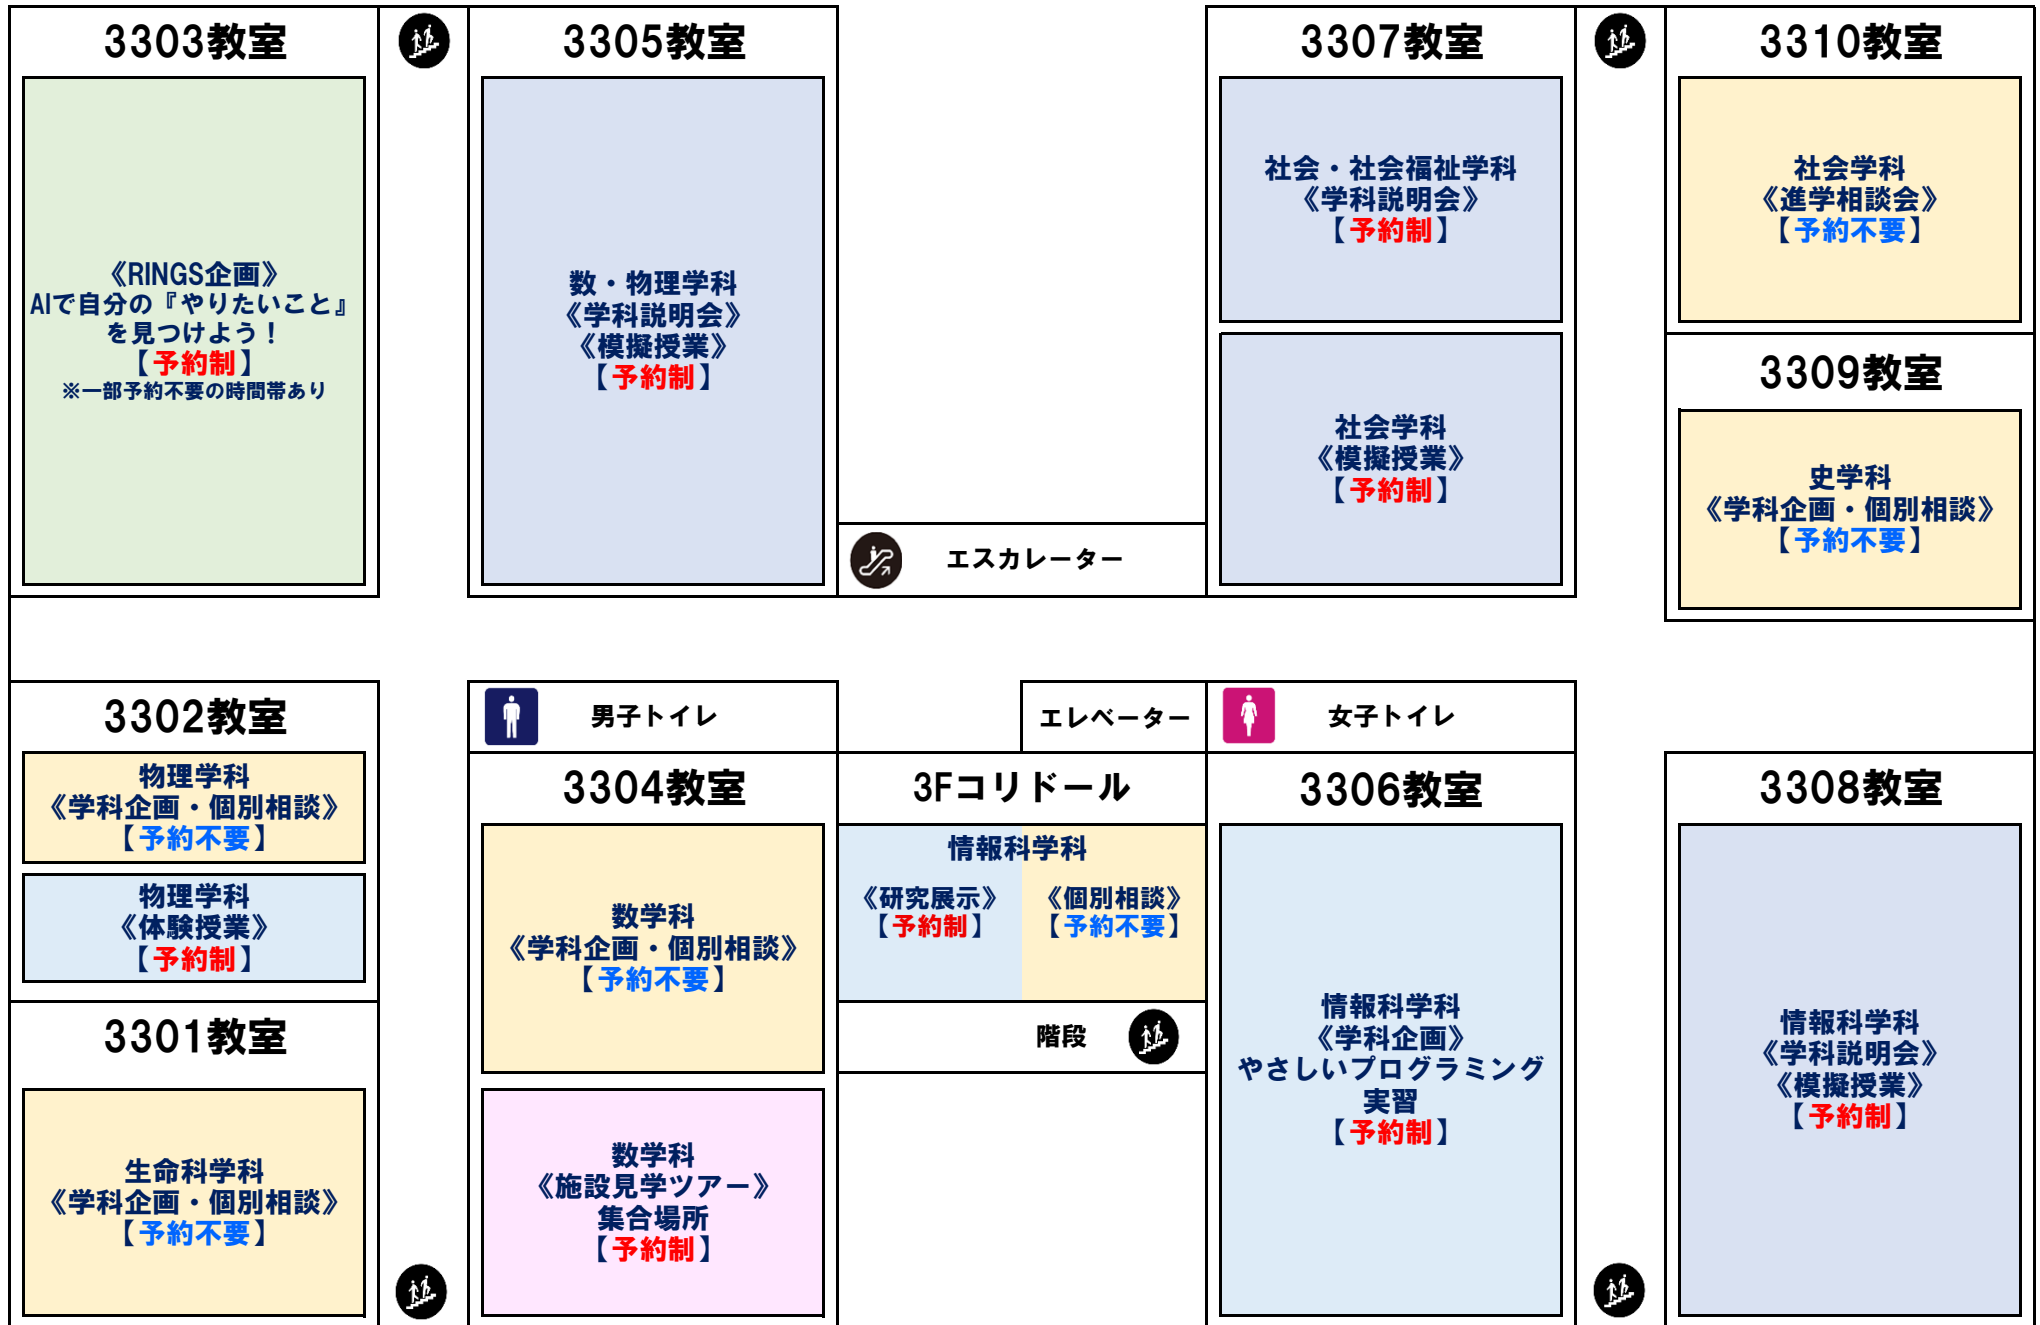 3303教室
《RINGS企画》
AIで自分の『やりたいこと』
を見つけよう！
【予約制】
※一部予約不要の時間帯あり
3305教室
数・物理学科
《学科説明会》
《模擬授業》
【予約制】
エスカレーター
3307教室
社会・社会福祉学科
《学科説明会》
【予約制】
社会学科
《模擬授業》
【予約制】
3310教室
社会学科
《進学相談会》
【予約不要】
3309教室
史学科
《学科企画・個別相談》
【予約不要】
3302教室
物理学科
《学科企画・個別相談》
【予約不要】
物理学科
《体験授業》
【予約制】
3301教室
生命科学科
《学科企画・個別相談》
【予約不要】
男子トイレ
3304教室
数学科
《学科企画・個別相談》
【予約不要】
数学科
《施設見学ツアー》
集合場所
【予約制】
エレベーター
3Fコリドール
情報科学科
《研究展示》
【予約制】
《個別相談》
【予約不要】
階段
女子トイレ
3306教室
情報科学科
《学科企画》
やさしいプログラミング
実習
【予約制】
3308教室
情報科学科
《学科説明会》
《模擬授業》
【予約制】